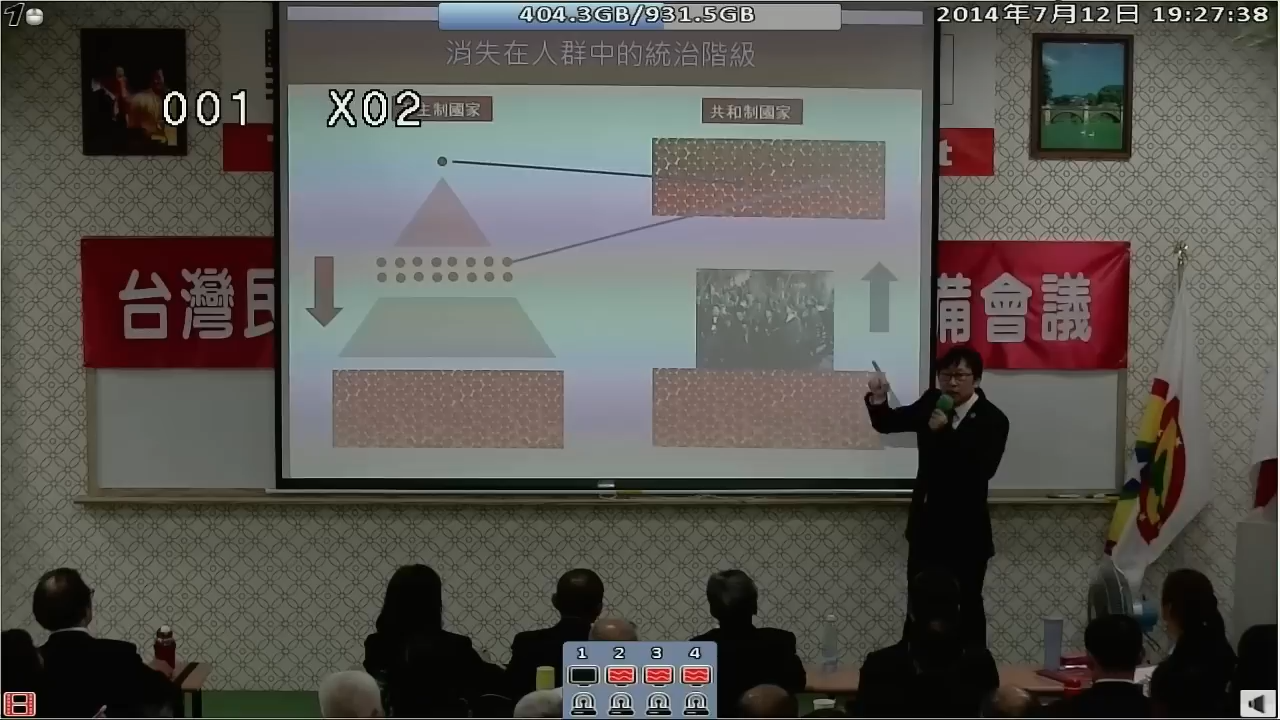 404.3GB/931.5GB
2014年7月12日 19:27:38
消失在人群中的統治階級
001 X02
主制國家
共和制國家
t
台灣民
備會議
1 2 3 4